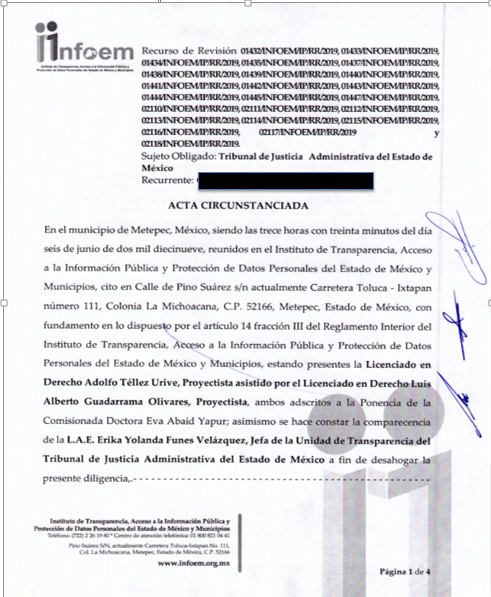 infoem
Instituto de Transparencia, Acceso a la Información Pública y
Protección de Datos Personales del Estado de México y Municipios
Recurso de Revisión 01432/INFOEM/IP/RR/2019, 01433/INFOEM/IP/RR/2019,
01434/INFOEM/IP/RR/2019, 01435/INFOEM/IP/RR/2019, 01437/INFOEM/IP/RR/2019,
01438/INFOEM/IP/RR/2019, 01439/INFOEM/IP/RR/2019, 01440/INFOEM/IP/RR/2019,
01441/INFOEM/IP/RR/2019, 01442/INFOEM/IP/RR/2019, 01443/INFOEM/IP/RR/2019,
01444/INFOEM/IP/RR/2019, 01445/INFOEM/IP/RR/2019, 01447/INFOEM/IP/RR/2019,
02110/INFOEM/IP/RR/2019, 02111/INFOEM/IP/RR/2019, 02112/INFOEM/IP/RR/2019,
02113/INFOEM/IP/RR/2019, 02114/INFOEM/IP/RR/2019, 02115/INFOEM/IP/RR/2019,
02116/INFOEM/IP/RR/2019, 02117/INFOEM/IP/RR/2019 y
02118/INFOEM/IP/RR/2019.
Sujeto Obligado: Tribunal de Justicia Administrativa del Estado de
México
Recurrente:
ACTA CIRCUNSTANCIADA
En el municipio de Metepec, México, siendo las trece horas con treinta minutos del día
seis de junio de dos mil diecinueve, reunidos en el Instituto de Transparencia, Acceso
a la Información Pública y Protección de Datos Personales del Estado de México y
Municipios, cito en Calle de Pino Suárez s/n actualmente Carretera Toluca - Ixtapan
número 111, Colonia La Michoacana, C.P. 52166, Metepec, Estado de México, con
fundamento en lo dispuesto por el artículo 14 fracción III del Reglamento Interior del
Instituto de Transparencia, Acceso a la Información Pública y Protección de Datos
Personales del Estado de México y Municipios, estando presentes la Licenciado en
Derecho Adolfo Téllez Urive, Proyectista asistido por el Licenciado en Derecho Luis
Alberto Guadarrama Olivares, Proyectista, ambos adscritos a la Ponencia de la
Comisionada Doctora Eva Abaid Yapur; asimismo se hace constar la comparecencia
de la L.A.E. Erika Yolanda Funes Velázquez, Jefa de la Unidad de Transparencia del
Tribunal de Justicia Administrativa del Estado de México a fin de desahogar la
presente diligencia,.- - - - - - - - - - - - - - - - - - - - - - - - - - - - - - - - - - - - - - - -
Instituto de Transparencia, Acceso a la Información Pública y
Protección de Datos Personales del Estado de México y Municipios
Teléfono: (722) 2 26 19 80 * Centro de atención telefónica: 01 800 821 04 41
Pino Suárez S/N, actualmente Carretera Toluca-Ixtapan No. 111,
Col. La Michoacana, Metepec, Estado de México, C.P. 52166
www.infoem.org.mx
Página 1 de 4